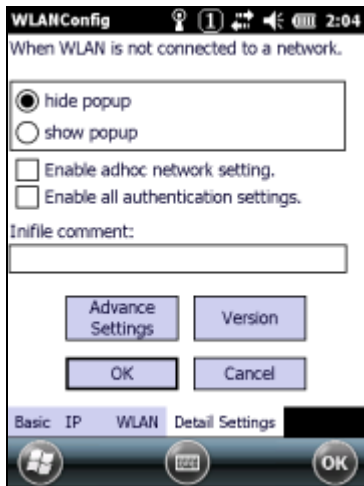 WLANConfig 1 2:04
When WLAN is not connected to a network.
hide popup
show popup
Enable adhoc network setting.
Enable all authentication settings.
Inifile comment:
Advance Settings
Version
OK
Cancel
Basic IP WLAN Detail Settings
OK